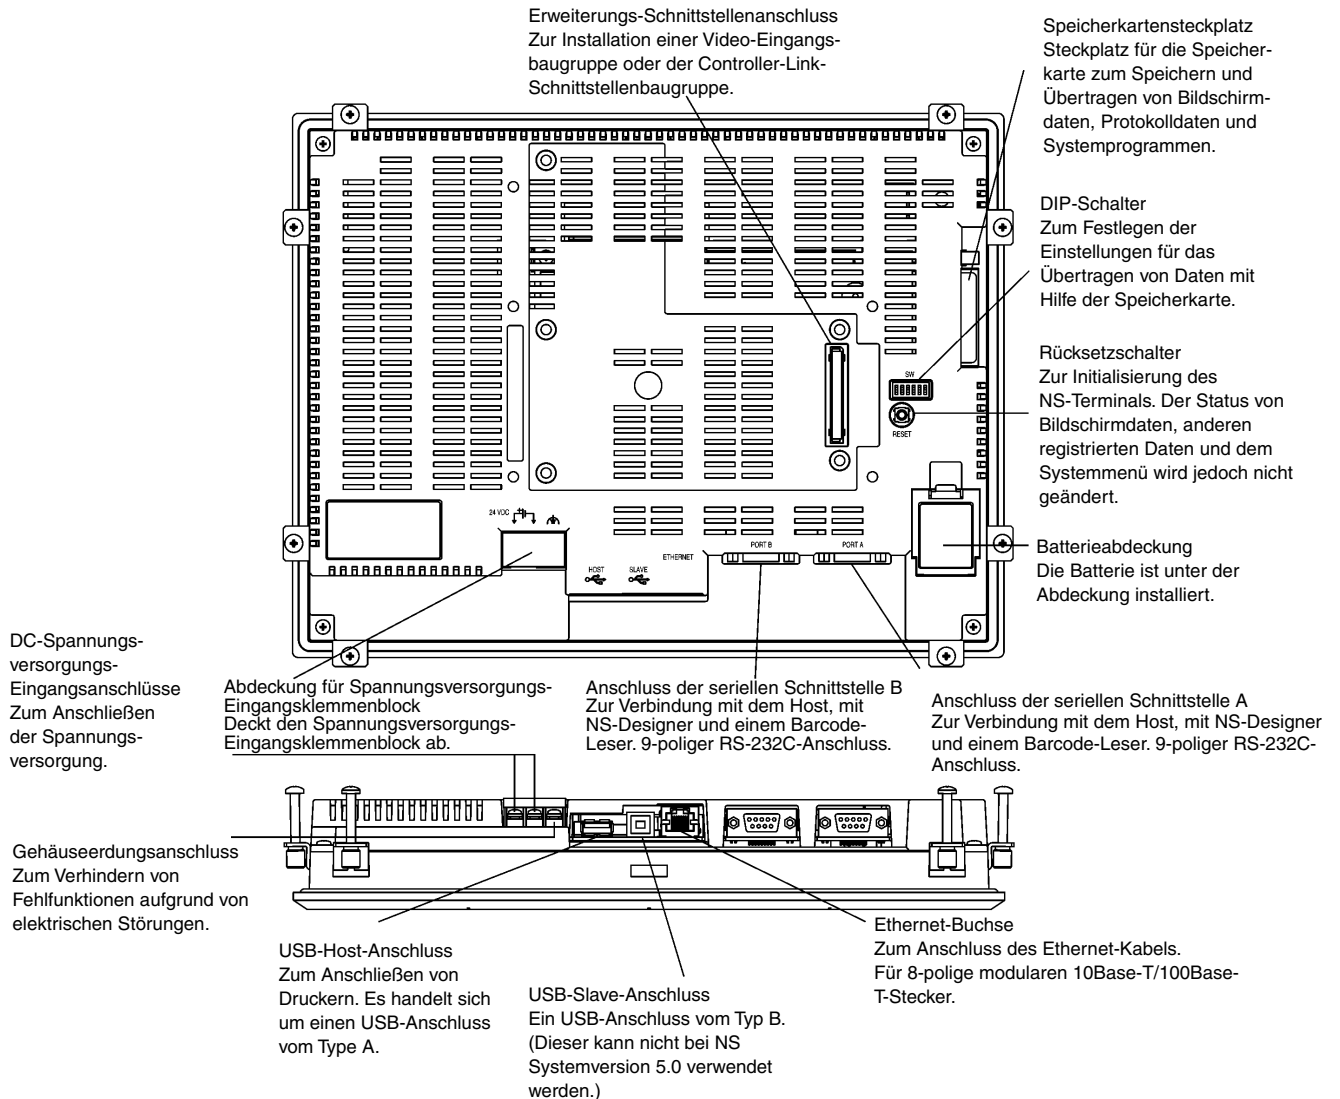 Erweiterungs-Schnittstellenanschluss
Zur Installation einer Video-Eingangs-
baugruppe oder der Controller-Link-
Schnittstellenbaugruppe.
Speicherkartensteckplatz
Steckplatz für die Speicher-
karte zum Speichern und
Übertragen von Bildschirm-
daten, Protokolldaten und
Systemprogrammen.
DIP-Schalter
Zum Festlegen der
Einstellungen für das
Übertragen von Daten mit
Hilfe der Speicherkarte.
Rücksetzschalter
Zur Initialisierung des
NS-Terminals. Der Status von
Bildschirmdaten, anderen
registrierten Daten und dem
Systemmenü wird jedoch nicht
geändert.
Batterieabdeckung
Die Batterie ist unter der
Abdeckung installiert.
SW
RESET
24 VDC
HOST
SLAVE
ETHERNET
PORT B
PORT A
DC-Spannungs-
versorgungs-
Eingangsanschlüsse
Zum Anschließen
der Spannungs-
versorgung.
Abdeckung für Spannungsversorgungs-
Eingangsklemmenblock
Deckt den Spannungsversorgungs-
Eingangsklemmenblock ab.
Anschluss der seriellen Schnittstelle B
Zur Verbindung mit dem Host, mit
NS-Designer und einem Barcode-
Leser. 9-poliger RS-232C-Anschluss.
Anschluss der seriellen Schnittstelle A
Zur Verbindung mit dem Host, mit NS-Designer
und einem Barcode-Leser. 9-poliger RS-232C-
Anschluss.
Gehäuseerdungsanschluss
Zum Verhindern von
Fehlfunktionen aufgrund von
elektrischen Störungen.
USB-Host-Anschluss
Zum Anschließen von
Druckern. Es handelt sich
um einen USB-Anschluss
vom Type A.
USB-Slave-Anschluss
Ein USB-Anschluss vom Typ B.
(Dieser kann nicht bei NS
Systemversion 5.0 verwendet
werden.)
Ethernet-Buchse
Zum Anschluss des Ethernet-Kabels.
Für 8-polige modularen 10Base-T/100Base-
T-Stecker.